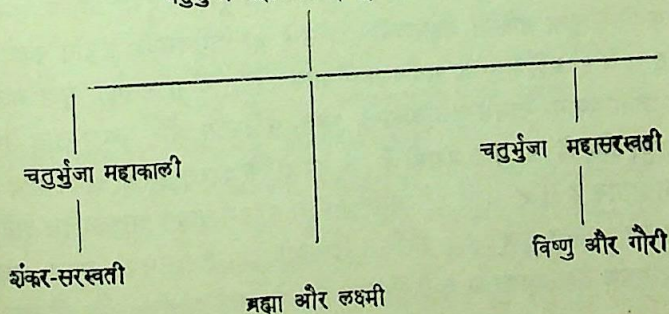 चतुर्भुजा महाकाली
चतुर्भुजा महासरस्वती
शंकर-सरस्वती
विष्णु और गौरी
ब्रह्मा और लक्ष्मी